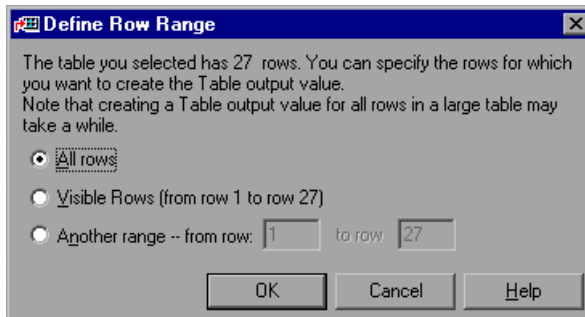 Define Row Range
The table you selected has 27 rows. You can specify the rows for which
you want to create the Table output value.
Note that creating a Table output value for all rows in a large table may
take a while.
All rows
Visible Rows (from row 1 to row 27)
Another range -- from row: 1 to row 27
OK Cancel Help